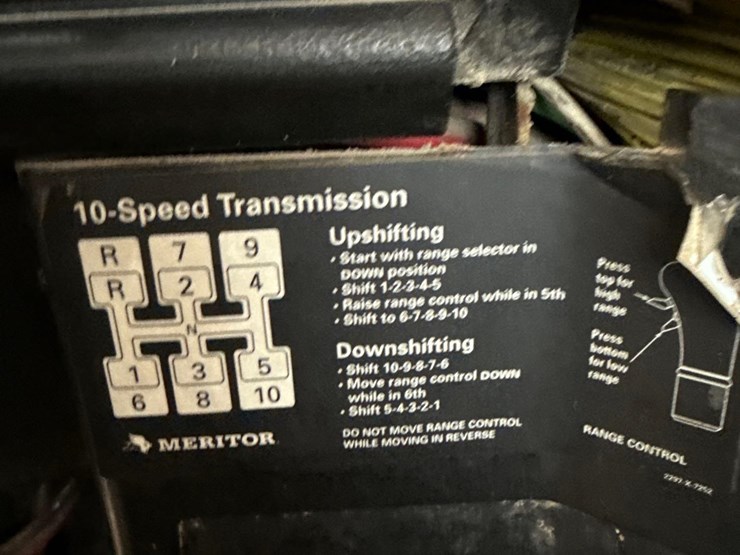 10-Speed Transmission
R 7 9
R 2 4
N
1 3 5
6 8 10
MERITOR
Upshifting
• Start with range selector in
DOWN position
• Shift 1-2-3-4-5
• Raise range control while in 5th
• Shift to 6-7-8-9-10
Downshifting
• Shift 10-9-8-7-6
• Move range control DOWN
while in 6th
• Shift 5-4-3-2-1
DO NOT MOVE RANGE CONTROL
WHILE MOVING IN REVERSE
Press
top for
high
range
Press
bottom
for low
range
RANGE CONTROL